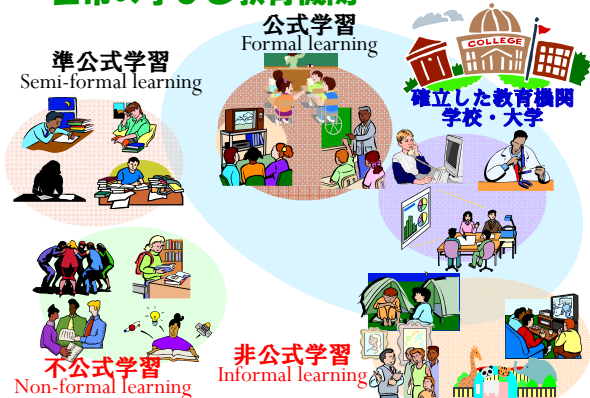 公式学習
Formal learning
準公式学習
Semi-formal learning
COLLEGE
確立した教育機関
学校・大学
不公式学習
Non-formal learning
非公式学習
Informal learning